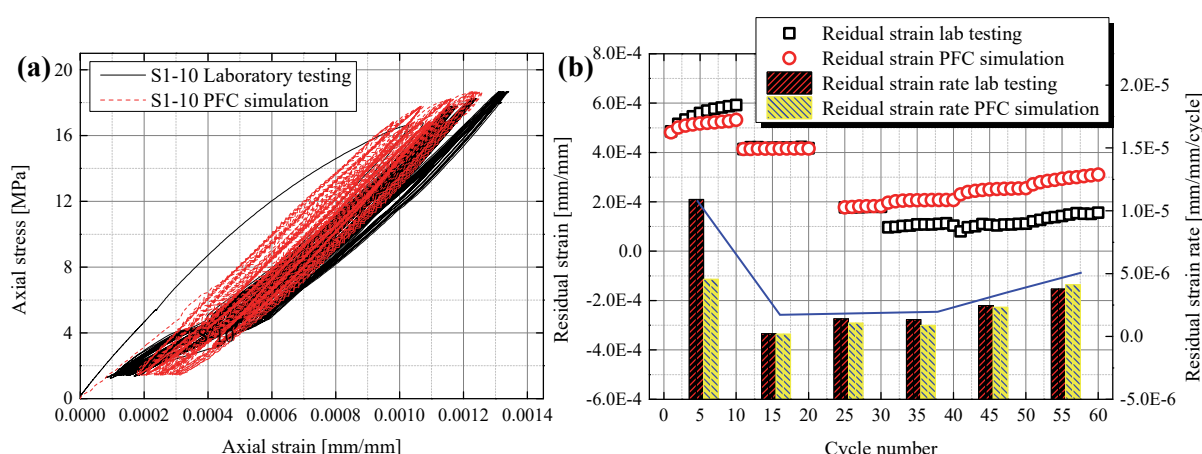 (a)
S1-10 Laboratory testing
S1-10 PFC simulation
Axial stress [MPa]
20
16
12
8
4
0
0.0000 0.0002 0.0004 0.0006 0.0008 0.0010 0.0012 0.0014
Axial strain [mm/mm]
(b)
Reidual strain lab testing
Reidual strain PFC simulation
Reidual strain rate lab testing
Reidual strain rate PFC simulation
Residual strain [mm/mm]
8.0E-4
6.0E-4
4.0E-4
2.0E-4
0.0
-2.0E-4
-4.0E-4
-6.0E-4
0 5 10 15 20 25 30 35 40 45 50 55 60
Cycle number
2.0E-5
1.5E-5
1.0E-5
5.0E-6
0.0
-5.0E-6
Residual strain rate [mm/mm/cycle]